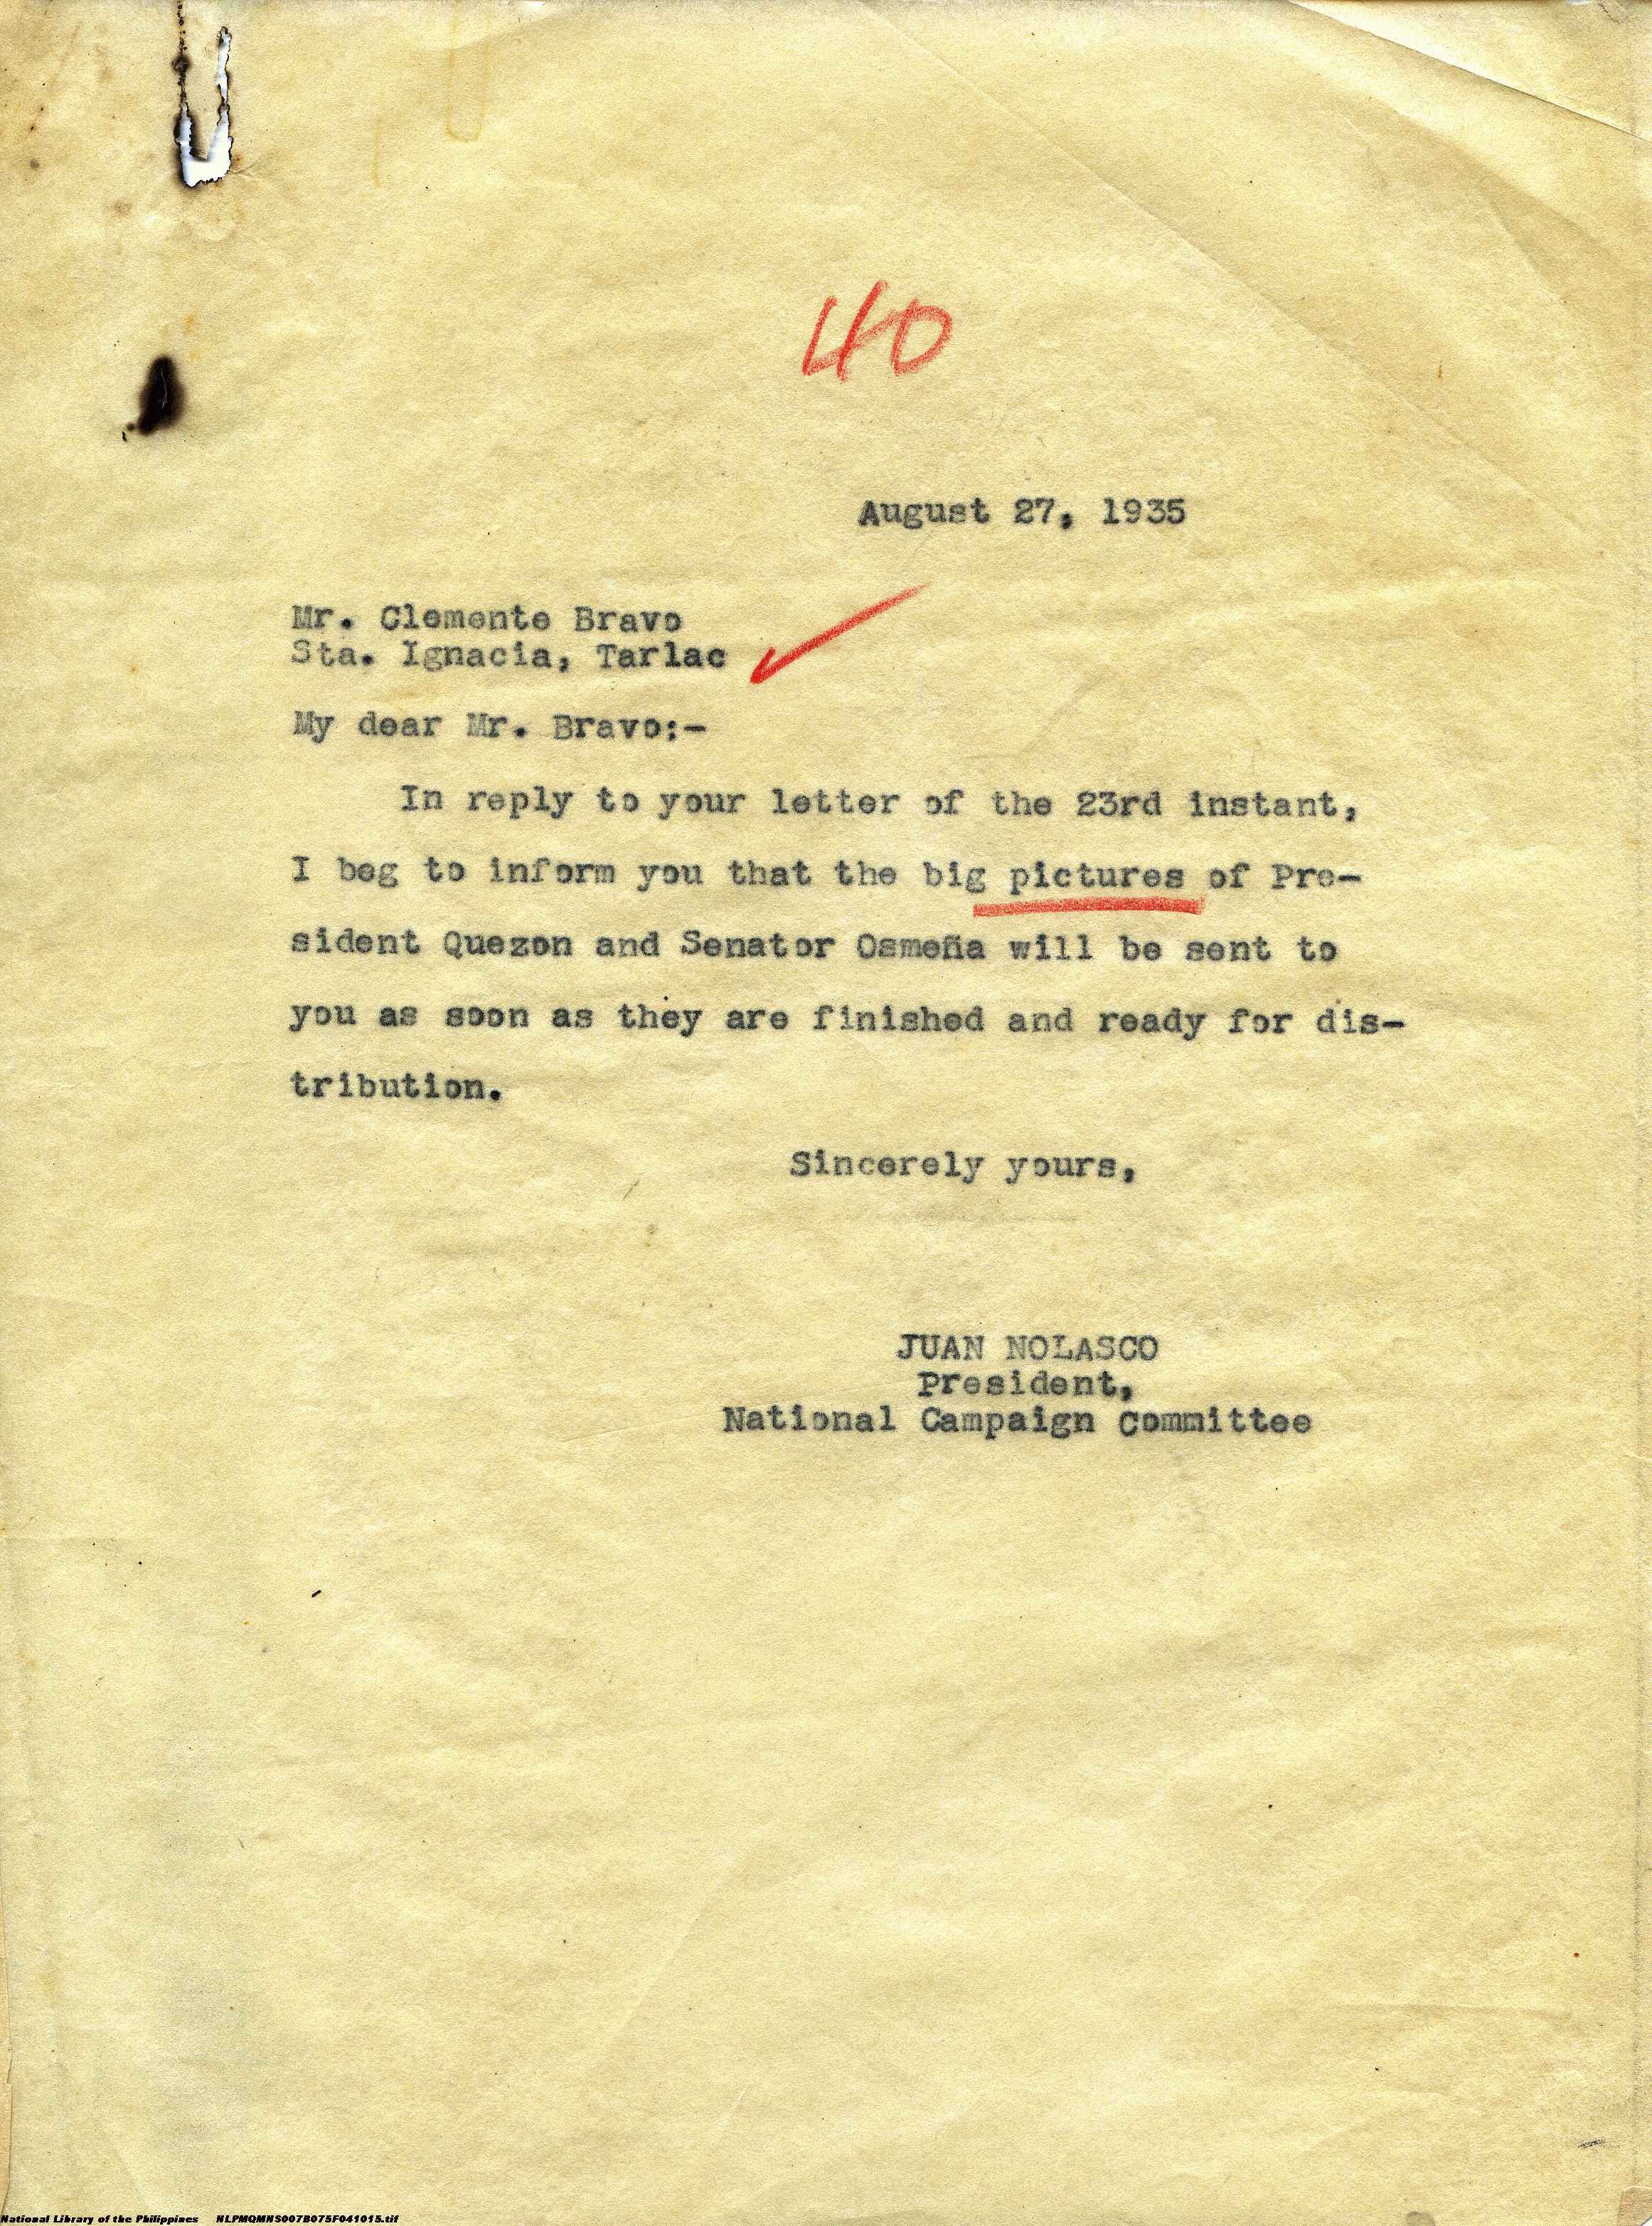 40
August 27, 1935
Mr. Clemente Bravo
Sta. Ignacia, Tarlac
My dear Mr. Bravo:-
In reply to your letter of the 23rd instant,
I beg to inform you that the big pictures of Pre-
sident Quezon and Senator Osmeña will be sent to
you as soon as they are finished and ready for dis-
tribution.
Sincerely yours,
JUAN NOLASCO
President,
National Campaign Committee
National Library of the Philippines NLPMQMNS007B075F041015.tif